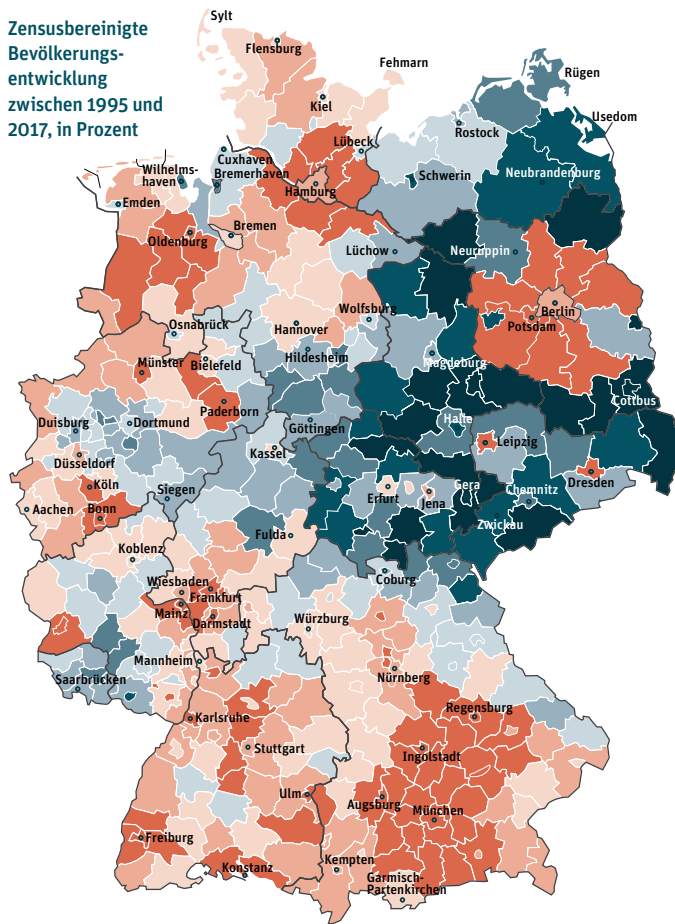 Zensusbereinigte
Bevölkerungs-
entwicklung
zwischen 1995 und
2017, in Prozent
Sylt
Flensburg
Fehmarn
Rügen
Kiel
Usedom
Rostock
Lübeck
Cuxhaven
Wilhelms-
haven
Bremerhaven
Schwerin
Neubrandenburg
Hamburg
Emden
Bremen
Oldenburg
Lüchow
Neuruppin
Wolfsburg
Berlin
Osnabrück
Hannover
Potsdam
Münster
Bielefeld
Hildesheim
Magdeburg
Paderborn
Cottbus
Duisburg
Dortmund
Göttingen
Halle
Leipzig
Düsseldorf
Kassel
Köln
Siegen
Erfurt
Jena
Gera
Dresden
Chemnitz
Aachen
Bonn
Zwickau
Fulda
Koblenz
Coburg
Wiesbaden
Frankfurt
Mainz
Darmstadt
Würzburg
Mannheim
Nürnberg
Saarbrücken
Karlsruhe
Regensburg
Stuttgart
Ingolstadt
Ulm
Augsburg
München
Freiburg
Kempten
Konstanz
Garmisch-
Partenkirchen